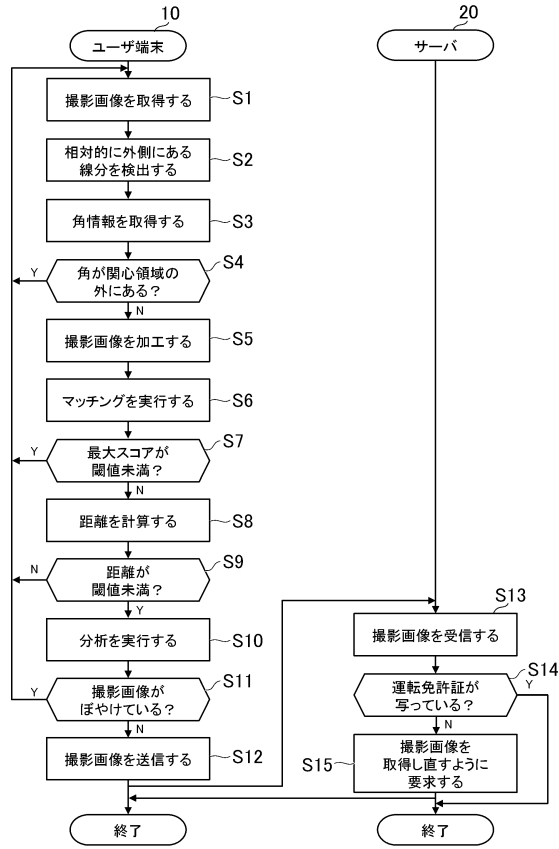 10
ユーザ端末
撮影画像を取得する
S1
相対的に外側にある
線分を検出する
S2
角情報を取得する
S3
角が関心領域の
外にある?
S4
Y
N
撮影画像を加工する
S5
マッチングを実行する
S6
最大スコアが
閾値未満?
S7
Y
N
距離を計算する
S8
距離が
閾値未満?
S9
N
Y
分析を実行する
S10
撮影画像が
ぼやけている?
S11
Y
N
撮影画像を送信する
S12
終了
20
サーバ
S13
撮影画像を受信する
S14
運転免許証が
写っている?
Y
N
撮影画像を
取得し直すように
要求する
S15
終了